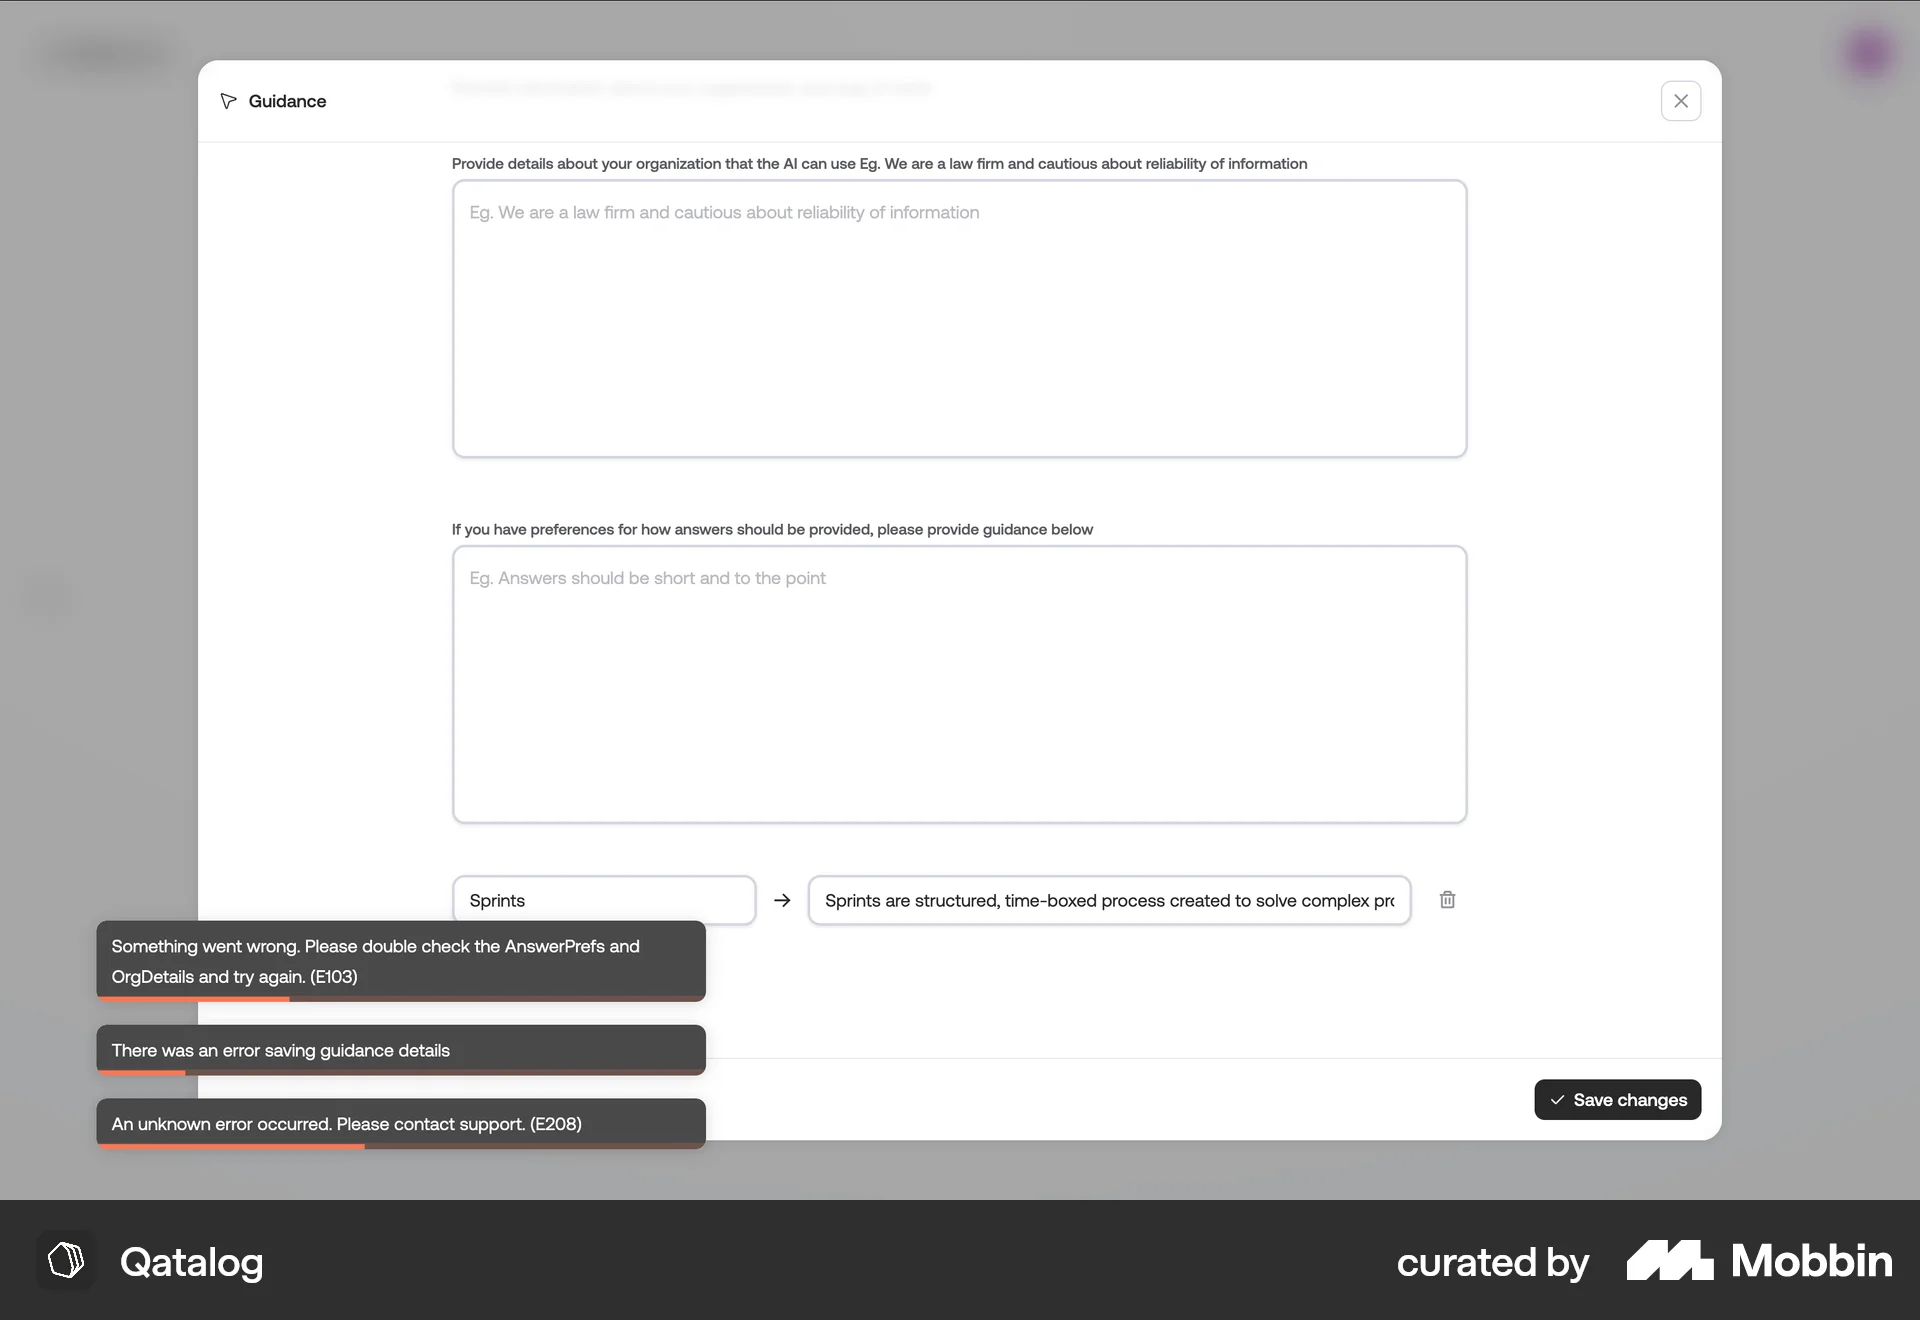 Guidance
Provide details about your organization that the AI can use Eg. We are a law firm and cautious about reliability of information
Eg. We are a law firm and cautious about reliability of information
If you have preferences for how answers should be provided, please provide guidance below
Eg. Answers should be short and to the point
Sprints
Sprints are structured, time-boxed process created to solve complex pro
Something went wrong. Please double check the AnswerPrefs and
OrgDetails and try again. (E103)
There was an error saving guidance details
An unknown error occurred. Please contact support. (E208)
Save changes
Qatalog
curated by
Mobbin